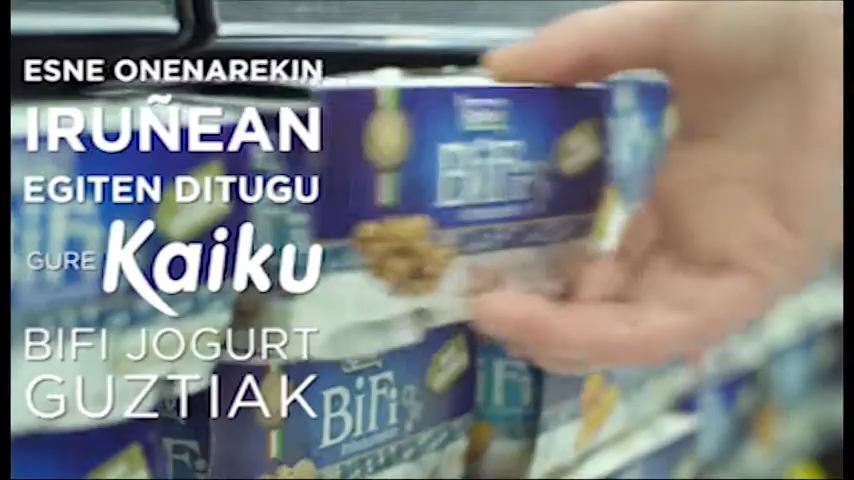 ESNE ONENAREKIN
IRUÑEAN
EGITEN DITUGU
GURE Kaiku
BIFI JOGURT
GUZTIAK
BiFi
BiFi